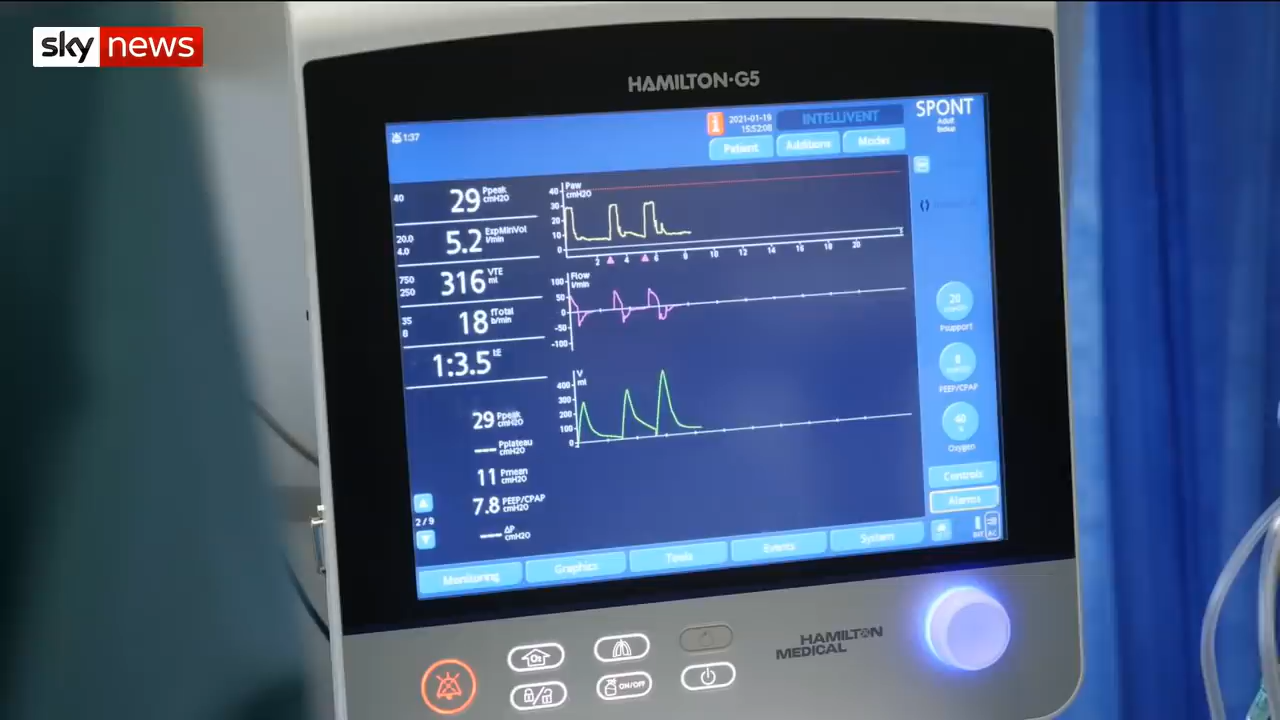 sky news
HAMILTON·G5
1:37
2021-01-19
15:52:08
INTELLIVENT
SPONT
Adult
Patient
Additions
Modes
40
29
Ppeak
cmH2O
20.0
4.0
5.2
ExpMinVol
l/min
750
250
316
VTE
ml
35
8
18
fTotal
b/min
1:3.5
I:E
29
Ppeak
cmH2O
---
Pplateau
cmH2O
11
Pmean
cmH2O
7.8
PEEP/CPAP
cmH2O
---
ΔP
cmH2O
2/9
Paw
cmH2O
40
30
20
10
0
2 4 6 8 10 12 14 16 18 20
Flow
l/min
100
50
0
-50
-100
V
ml
400
300
200
100
0
20
Psupport
8
PEEP/CPAP
40
%
Oxygen
Controls
Alarms
Monitoring
Graphics
Tools
Events
System
O2
ON/OFF
HAMILTON
MEDICAL